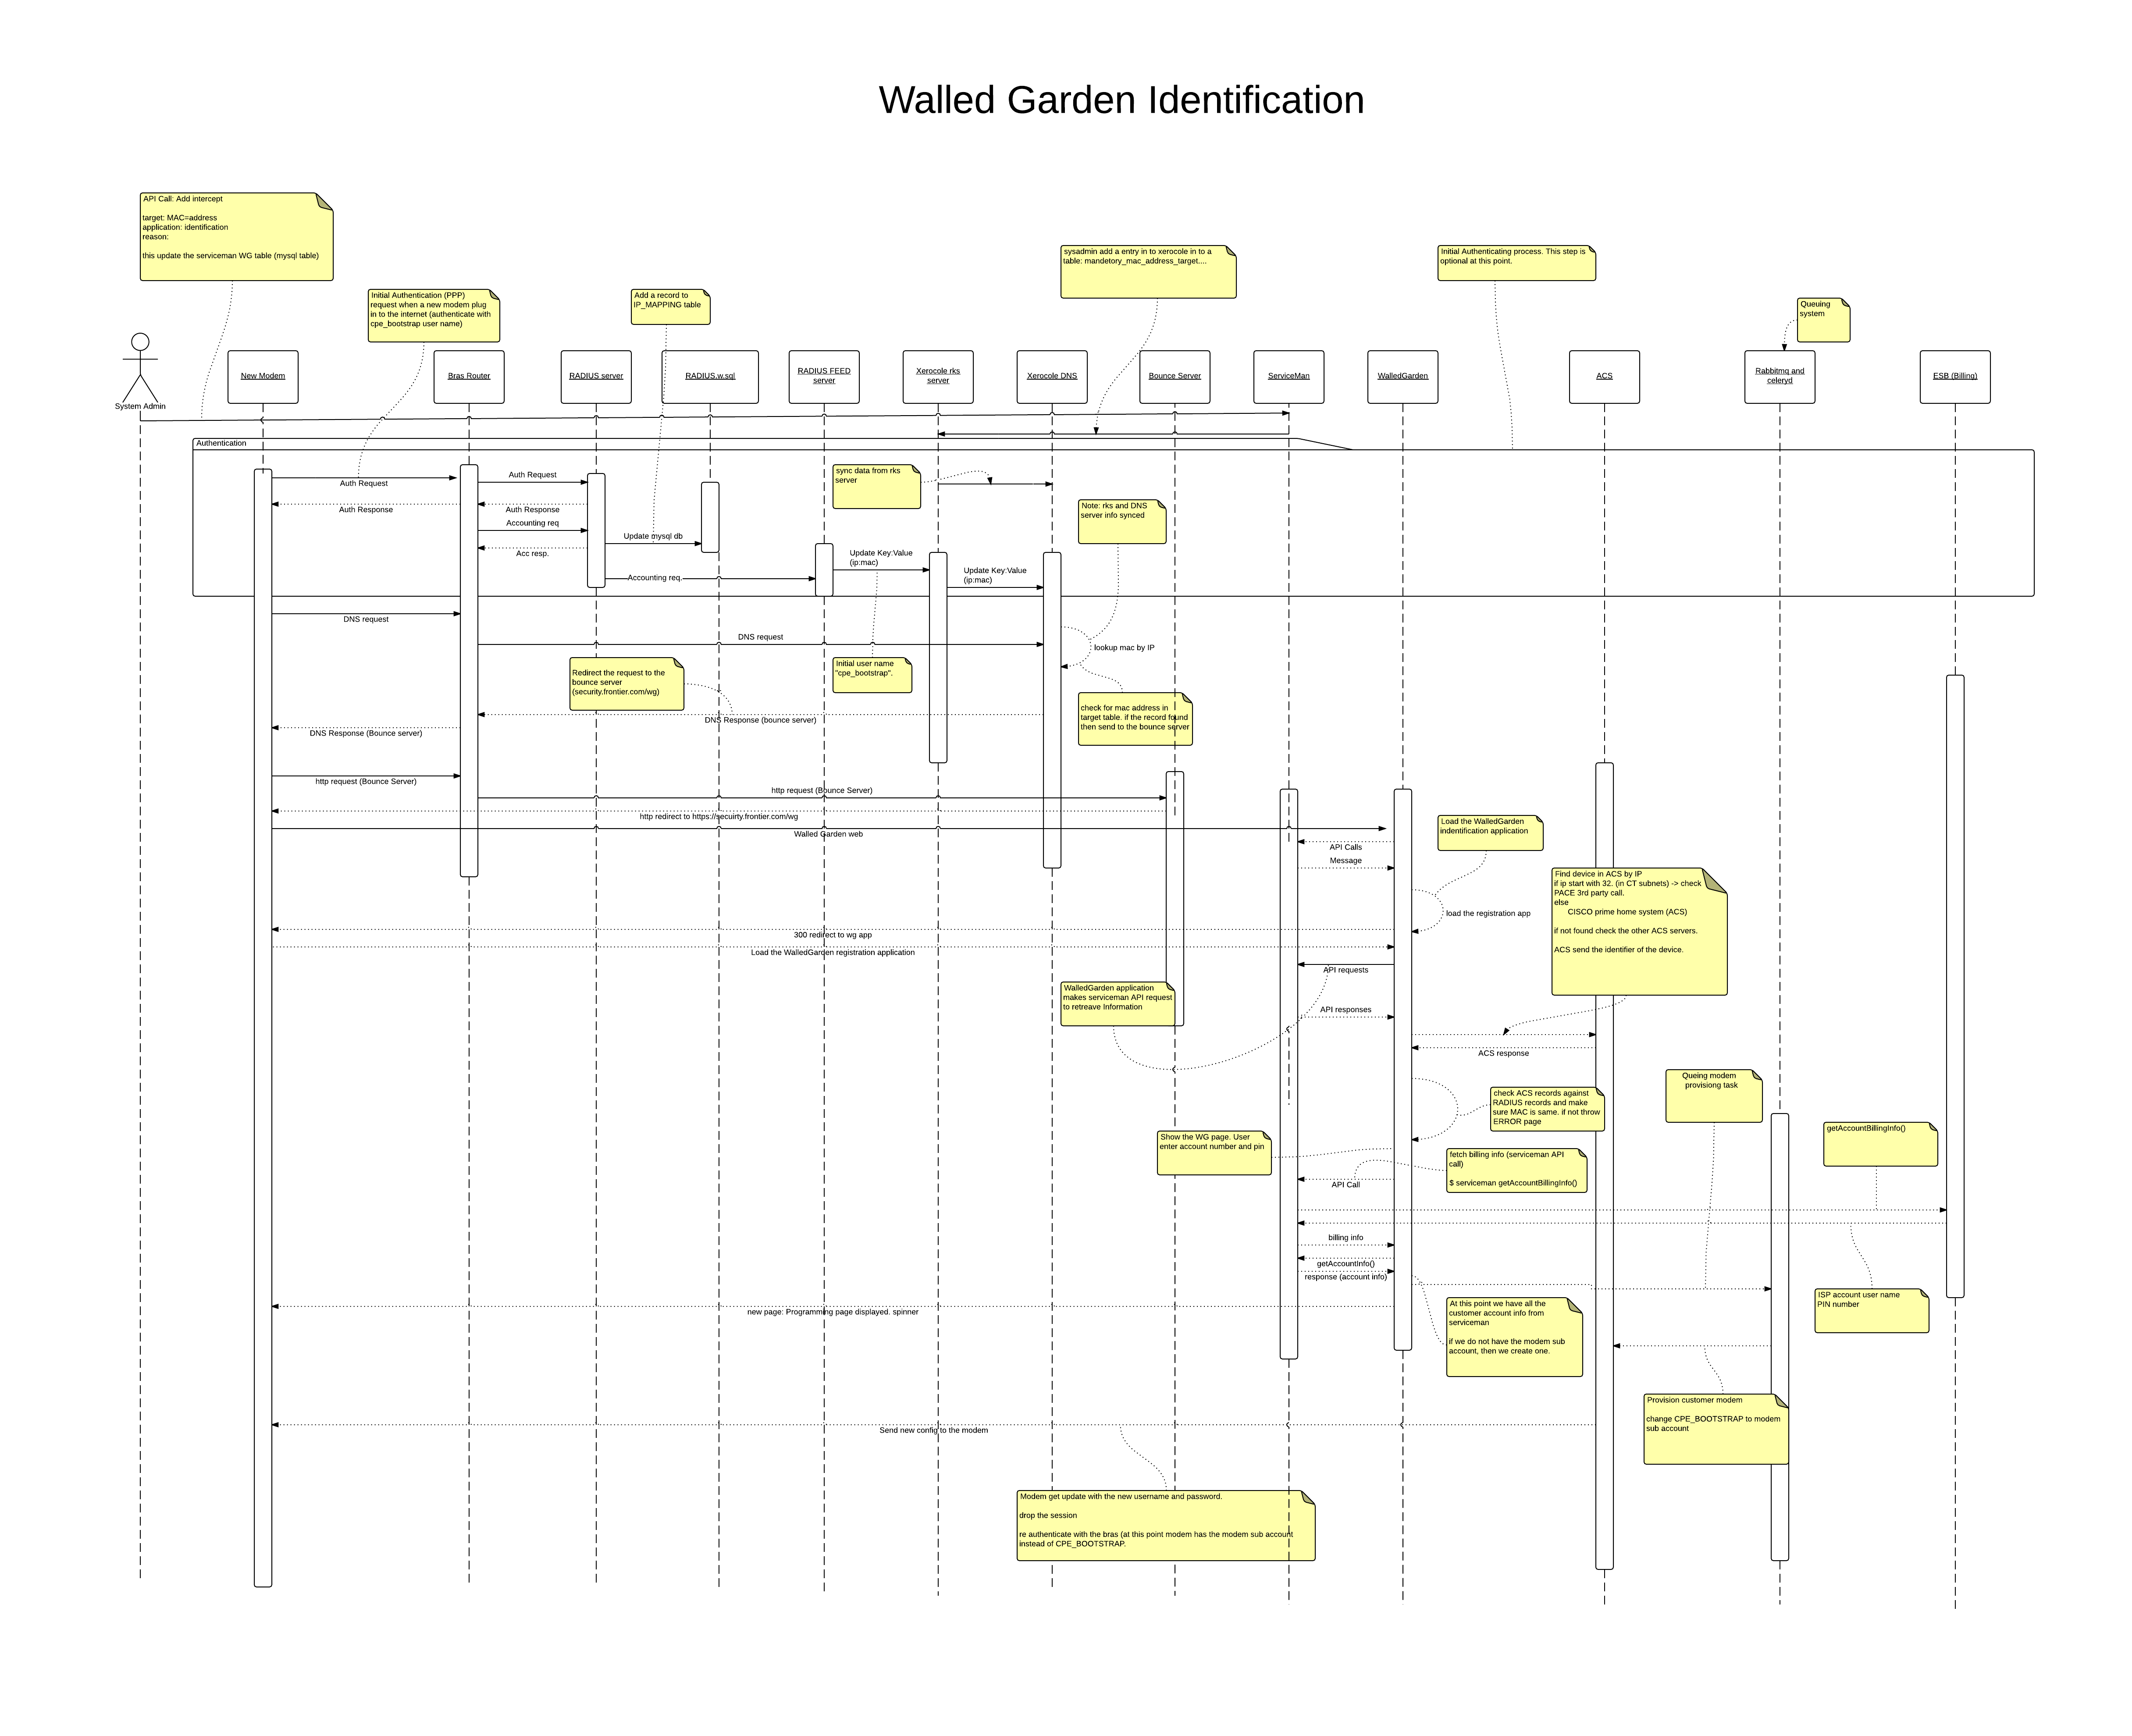 Walled Garden Identification
API Call: Add intercept
target: MAC=address
application: identification
reason:
this update the serviceman WG table (mysql table)
Initial Authentication (PPP)
request when a new modem plug
in to the internet (authenticate with
cpe_bootstrap user name)
Add a record to
IP_MAPPING table
sysadmin add a entry in to xerocole in to a
table: mandetory_mac_address_target....
Initial Authenticating process. This step is
optional at this point.
Queuing
system
System Admin
New Modem
Bras Router
RADIUS server
RADIUS.w.sql
RADIUS FEED
server
Xerocole rks
server
Xerocole DNS
Bounce Server
ServiceMan
WalledGarden
ACS
Rabbitmq and
celeryd
ESB (Billing)
Authentication
Auth Request
Auth Request
sync data from rks
server
Auth Response
Auth Response
Note: rks and DNS
server info synced
Accounting req
Update mysql db
Acc resp.
Update Key:Value
(ip:mac)
Accounting req.
Update Key:Value
(ip:mac)
DNS request
DNS request
lookup mac by IP
Redirect the request to the
bounce server
(security.frontier.com/wg)
Initial user name
"cpe_bootstrap".
check for mac address in
target table. if the record found
then send to the bounce server
DNS Response (bounce server)
DNS Response (Bounce server)
http request (Bounce Server)
http request (Bounce Server)
http redirect to https://secuirty.frontier.com/wg
Walled Garden web
Load the WalledGarden
indentification application
API Calls
Message
Find device in ACS by IP
if ip start with 32. (in CT subnets) -> check
PACE 3rd party call.
else
CISCO prime home system (ACS)
if not found check the other ACS servers.
ACS send the identifier of the device.
load the registration app
300 redirect to wg app
Load the WalledGarden registration application
API requests
WalledGarden application
makes serviceman API request
to retreave Information
API responses
ACS response
Queing modem
provisiong task
check ACS records against
RADIUS records and make
sure MAC is same. if not throw
ERROR page
getAccountBillingInfo()
Show the WG page. User
enter account number and pin
fetch billing info (serviceman API
call)
$ serviceman getAccountBillingInfo()
API Call
billing info
getAccountInfo()
response (account info)
ISP account user name
PIN number
new page: Programming page displayed. spinner
At this point we have all the
customer account info from
serviceman
if we do not have the modem sub
account, then we create one.
Provision customer modem
change CPE_BOOTSTRAP to modem
sub account
Send new config to the modem
Modem get update with the new username and password.
drop the session
re authenticate with the bras (at this point modem has the modem sub account
instead of CPE_BOOTSTRAP.